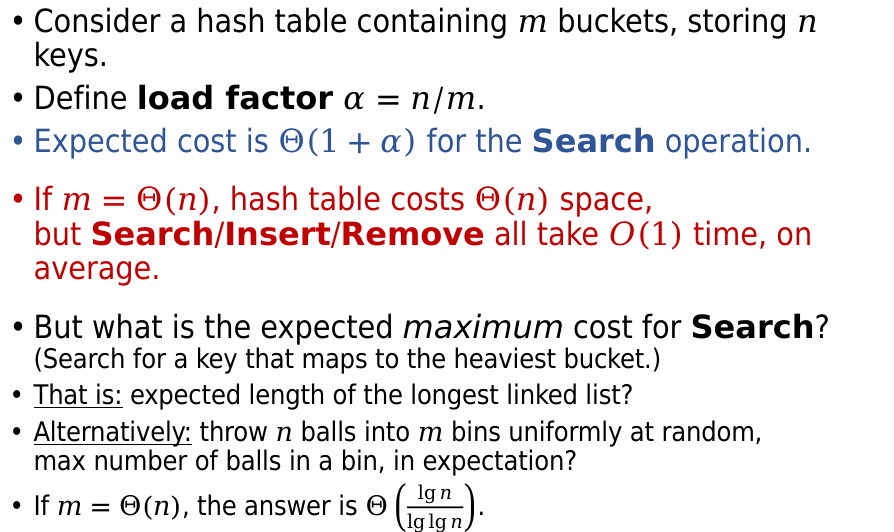 • Consider a hash table containing m buckets, storing n
keys.
• Define load factor α = n/m.
• Expected cost is Θ(1 + α) for the Search operation.
• If m = Θ(n), hash table costs Θ(n) space,
but Search/Insert/Remove all take O(1) time, on
average.
• But what is the expected maximum cost for Search?
(Search for a key that maps to the heaviest bucket.)
• That is: expected length of the longest linked list?
• Alternatively: throw n balls into m bins uniformly at random,
max number of balls in a bin, in expectation?
• If m = Θ(n), the answer is Θ(lg n / lg lg n).